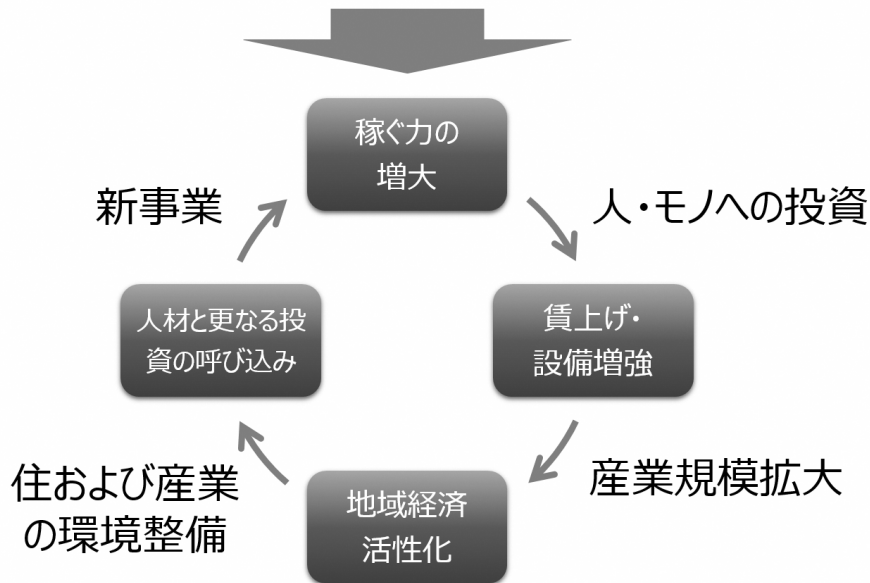 稼ぐ力の
増大
新事業
人・モノへの投資
人材と更なる投
資の呼び込み
賃上げ・
設備増強
住および産業
の環境整備
産業規模拡大
地域経済
活性化